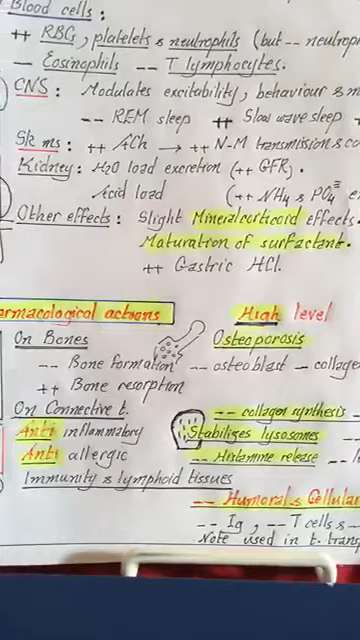 Blood cells :
++ RBCs, platelets & neutrophils (but -- neutrop
— Eosinophils -- T lymphocytes.
CNS : Modulates excitability, behaviour & m
-- REM sleep ++ Slow wave sleep +
Sk ms : ++ ACh → ++ N-M transmission & co
Kidney : H2O load excretion (++ GFR)
Acid load (++ NH4 & PO4≡ e
Other effects : Slight Mineralcorticoid effects.
Maturation of surfactant.
++ Gastric HCl.
armacological actions High level
On Bones Osteoporosis
-- Bone formation -- osteoblast – collage
++ Bone resorption
On Connective t. -- collagen synthesis
Anti inflammatory Stabilizes lysosomes
Anti allergic -- Histamine release --
Immunity & lymphoid tissues
-- Humoral & Cellular
-- Ig, -- T cells &
Note used in t. trans